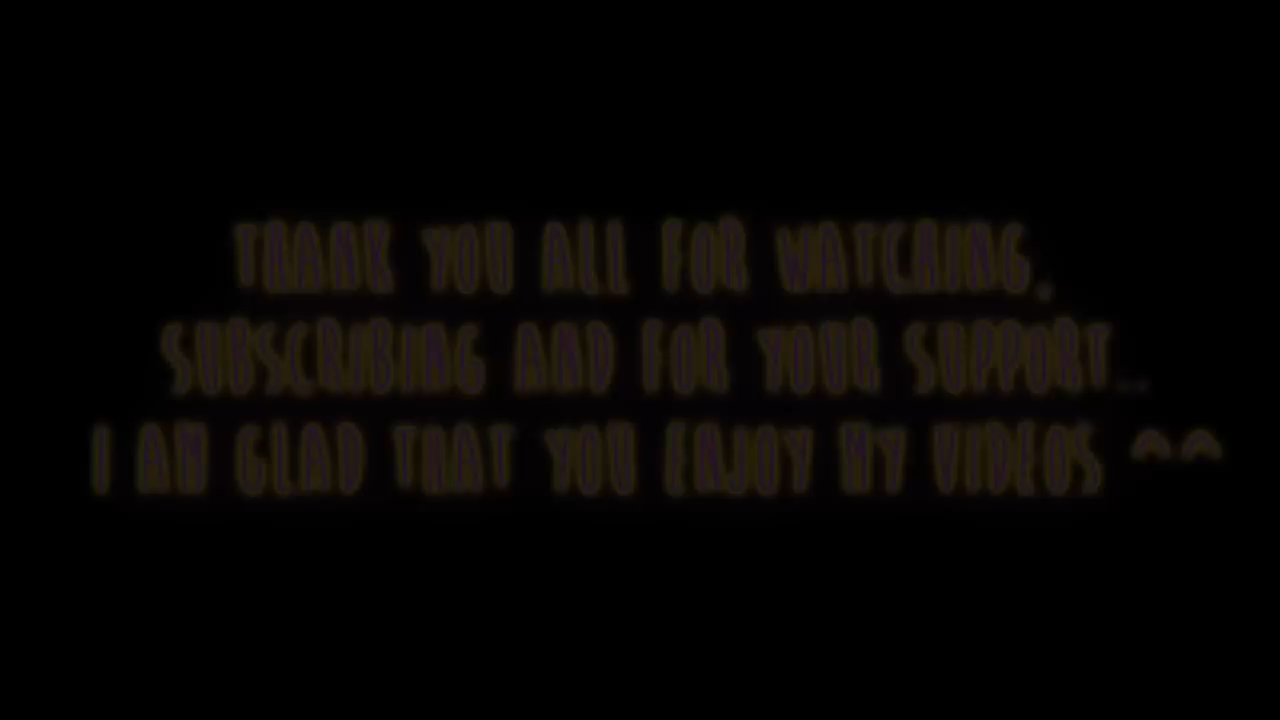 THANK YOU ALL FOR WATCHING,
SUBSCRIBING AND FOR YOUR SUPPORT..
I AM GLAD THAT YOU ENJOY MY VIDEOS ^^